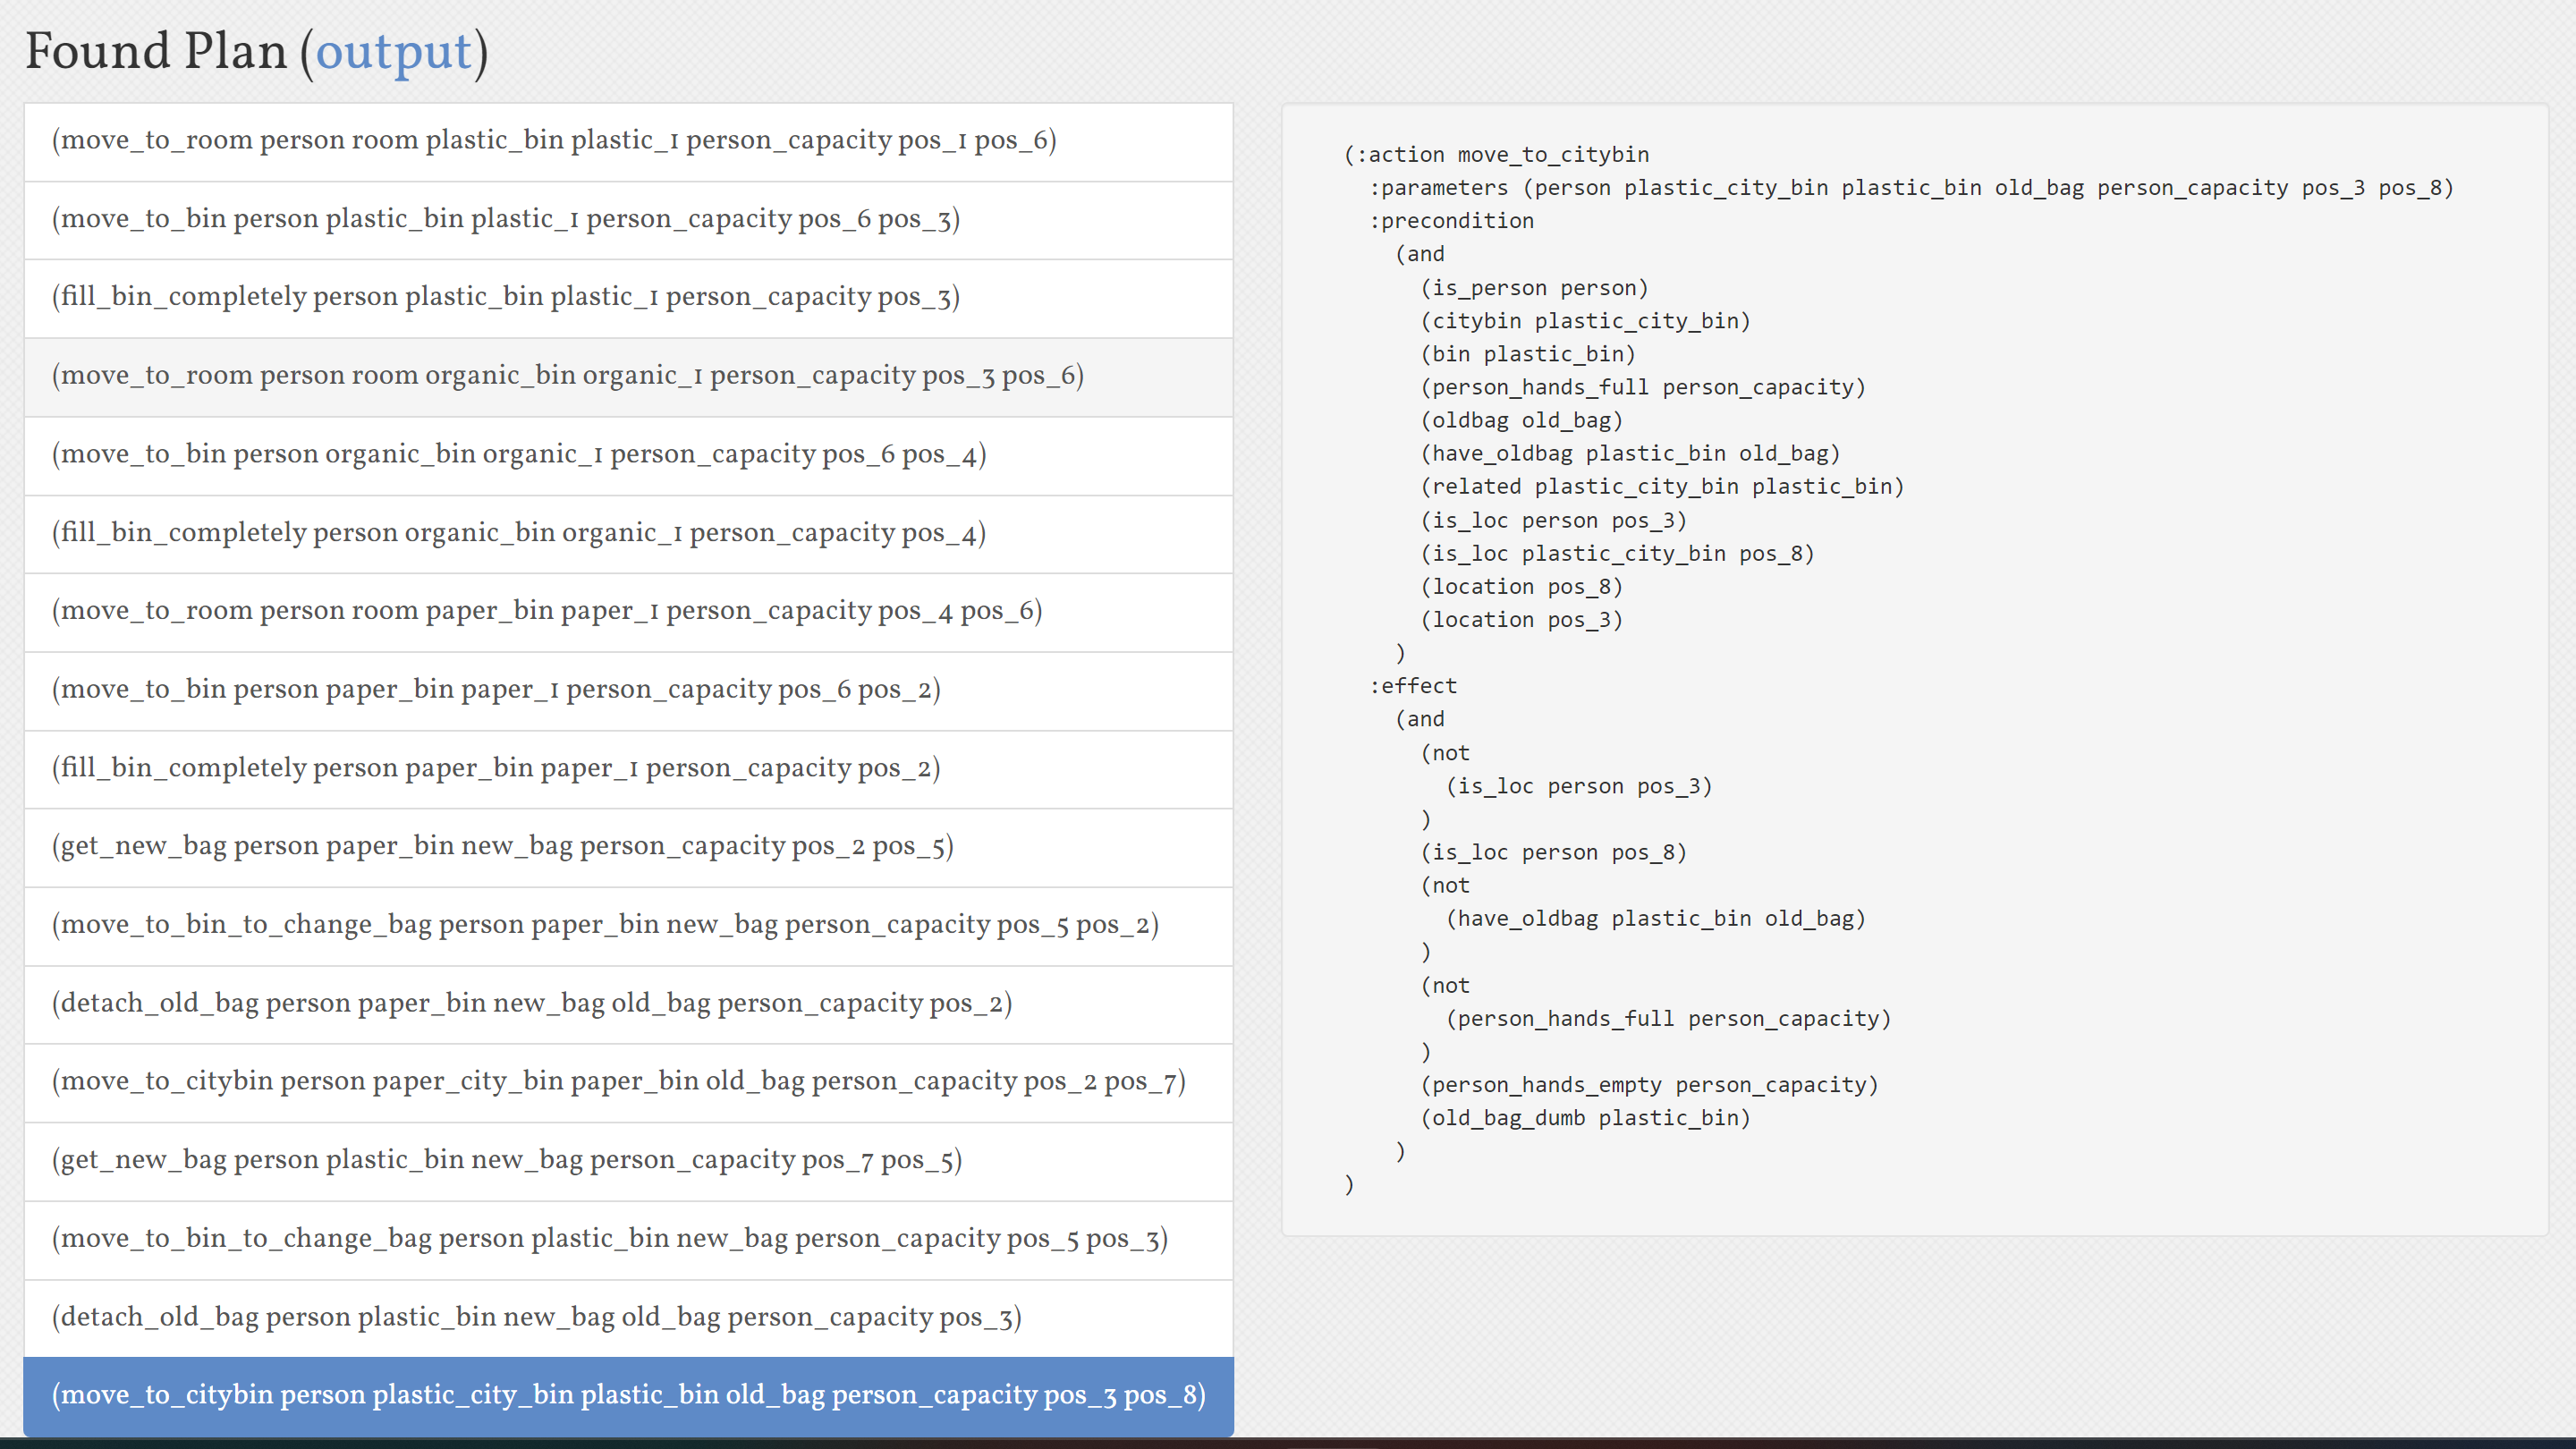 Found Plan (output)
(move_to_room person room plastic_bin plastic_1 person_capacity pos_1 pos_6)
(move_to_bin person plastic_bin plastic_1 person_capacity pos_6 pos_3)
(fill_bin_completely person plastic_bin plastic_1 person_capacity pos_3)
(move_to_room person room organic_bin organic_1 person_capacity pos_3 pos_6)
(move_to_bin person organic_bin organic_1 person_capacity pos_6 pos_4)
(fill_bin_completely person organic_bin organic_1 person_capacity pos_4)
(move_to_room person room paper_bin paper_1 person_capacity pos_4 pos_6)
(move_to_bin person paper_bin paper_1 person_capacity pos_6 pos_2)
(fill_bin_completely person paper_bin paper_1 person_capacity pos_2)
(get_new_bag person paper_bin new_bag person_capacity pos_2 pos_5)
(move_to_bin_to_change_bag person paper_bin new_bag person_capacity pos_5 pos_2)
(detach_old_bag person paper_bin new_bag old_bag person_capacity pos_2)
(move_to_citybin person paper_city_bin paper_bin old_bag person_capacity pos_2 pos_7)
(get_new_bag person plastic_bin new_bag person_capacity pos_7 pos_5)
(move_to_bin_to_change_bag person plastic_bin new_bag person_capacity pos_5 pos_3)
(detach_old_bag person plastic_bin new_bag old_bag person_capacity pos_3)
(move_to_citybin person plastic_city_bin plastic_bin old_bag person_capacity pos_3 pos_8)
(:action move_to_citybin
:parameters (person plastic_city_bin plastic_bin old_bag person_capacity pos_3 pos_8)
:precondition
(and
(is_person person)
(citybin plastic_city_bin)
(bin plastic_bin)
(person_hands_full person_capacity)
(oldbag old_bag)
(have_oldbag plastic_bin old_bag)
(related plastic_city_bin plastic_bin)
(is_loc person pos_3)
(is_loc plastic_city_bin pos_8)
(location pos_8)
(location pos_3)
)
:effect
(and
(not
(is_loc person pos_3)
)
(is_loc person pos_8)
(not
(have_oldbag plastic_bin old_bag)
)
(not
(person_hands_full person_capacity)
)
(person_hands_empty person_capacity)
(old_bag_dumb plastic_bin)
)
)